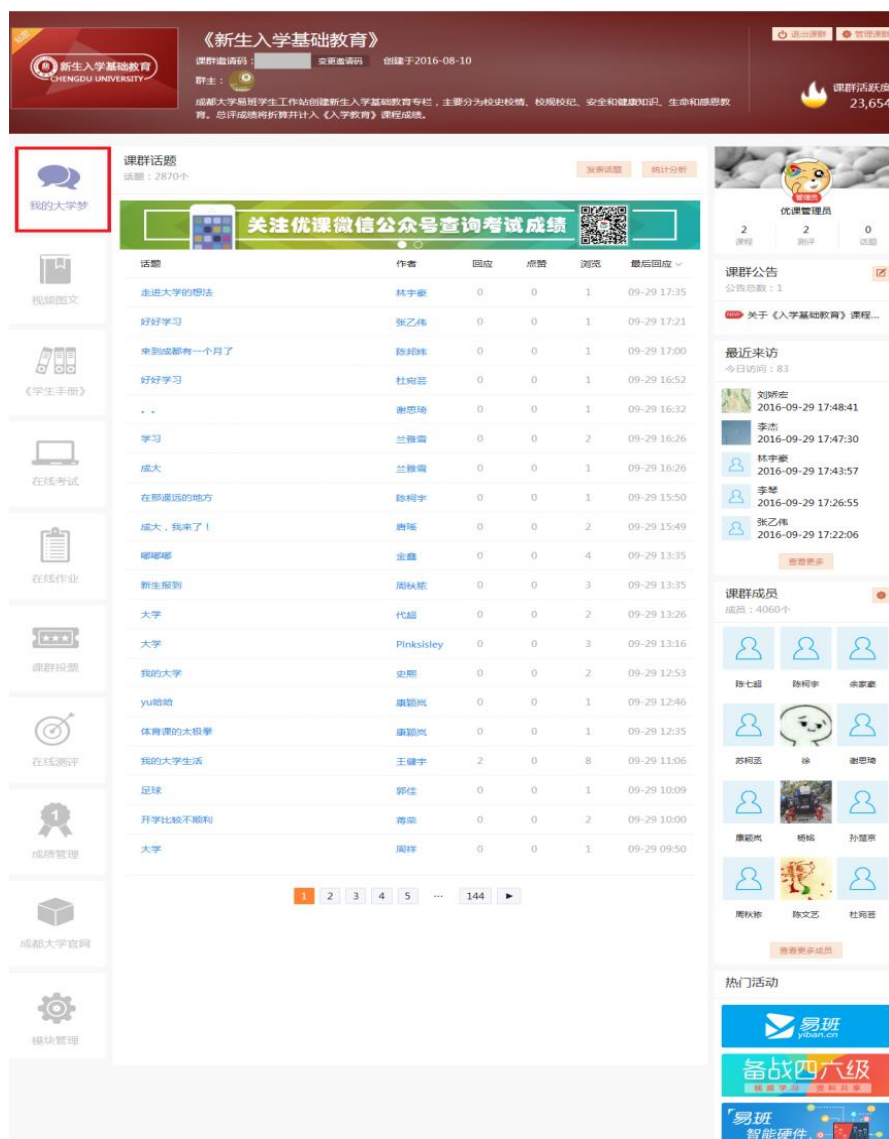 新生入学基础教育
CHENGDU UNIVERSITY
《新生入学基础教育》
课群邀请码： 变更邀请码 创建于2016-08-10
群主：
成都大学易班学生工作站创建新生入学基础教育专栏，主要分为校史校情、校规校纪、安全和健康知识、生命和感恩教
育。总评成绩将折算并计入《入学教育》课程成绩。
退出课群 管理课群
课群活跃度
23,654
我的大学梦
视频图文
《学生手册》
在线考试
在线作业
课群投票
在线测评
成绩管理
成都大学官网
模块管理
课群话题
话题：2870个
发表话题 统计分析
关注优课微信公众号查询考试成绩
话题 作者 回应 点赞 浏览 最后回应
走进大学的想法 林宇豪 0 0 1 09-29 17:35
好好学习 张乙伟 0 0 1 09-29 17:21
来到成都有一个月了 0 0 1 09-29 17:00
好好学习 杜宛芸 0 0 1 09-29 16:52
. . 谢思琦 0 0 1 09-29 16:32
学习 兰雅雪 0 0 2 09-29 16:26
成大 兰雅雪 0 0 1 09-29 16:26
在那遥远的地方 陈柯宇 0 0 1 09-29 15:50
成大，我来了！ 唐瑶 0 0 2 09-29 15:49
嘟嘟嘟 金鑫 0 0 4 09-29 13:35
新生报到 0 0 3 09-29 13:35
大学 代超 0 0 2 09-29 13:26
大学 Pinksisley 0 0 3 09-29 13:16
我的大学 史熙 0 0 2 09-29 12:53
yu哈哈 康颖岚 0 0 1 09-29 12:46
体育课的太极拳 康颖岚 0 0 1 09-29 12:35
我的大学生活 王健宇 2 0 8 09-29 11:06
足球 郭佳 0 0 1 09-29 10:09
开学比较不顺利 蒋荣 0 0 2 09-29 10:00
大学 周祥 0 0 1 09-29 09:50
1 2 3 4 5 ... 144 ►
管理员
优课管理员
2 2 0
课程 测评 话题
课群公告
公告总数：1
关于《入学基础教育》课程...
最近来访
今日访问：83
刘娇宏
2016-09-29 17:48:41
李杰
2016-09-29 17:47:30
林宇豪
2016-09-29 17:43:57
李琴
2016-09-29 17:26:55
张乙伟
2016-09-29 17:22:06
查看更多
课群成员
成员：4060个
陈七超 陈柯宇 余家豪
苏柯丞 徐 谢思琦
康颖岚 杨铭
陈文艺 杜宛芸
查看更多成员
热门活动
易班
yiban.cn
备战四六级
视频学习 资料共享
易班
智能硬件